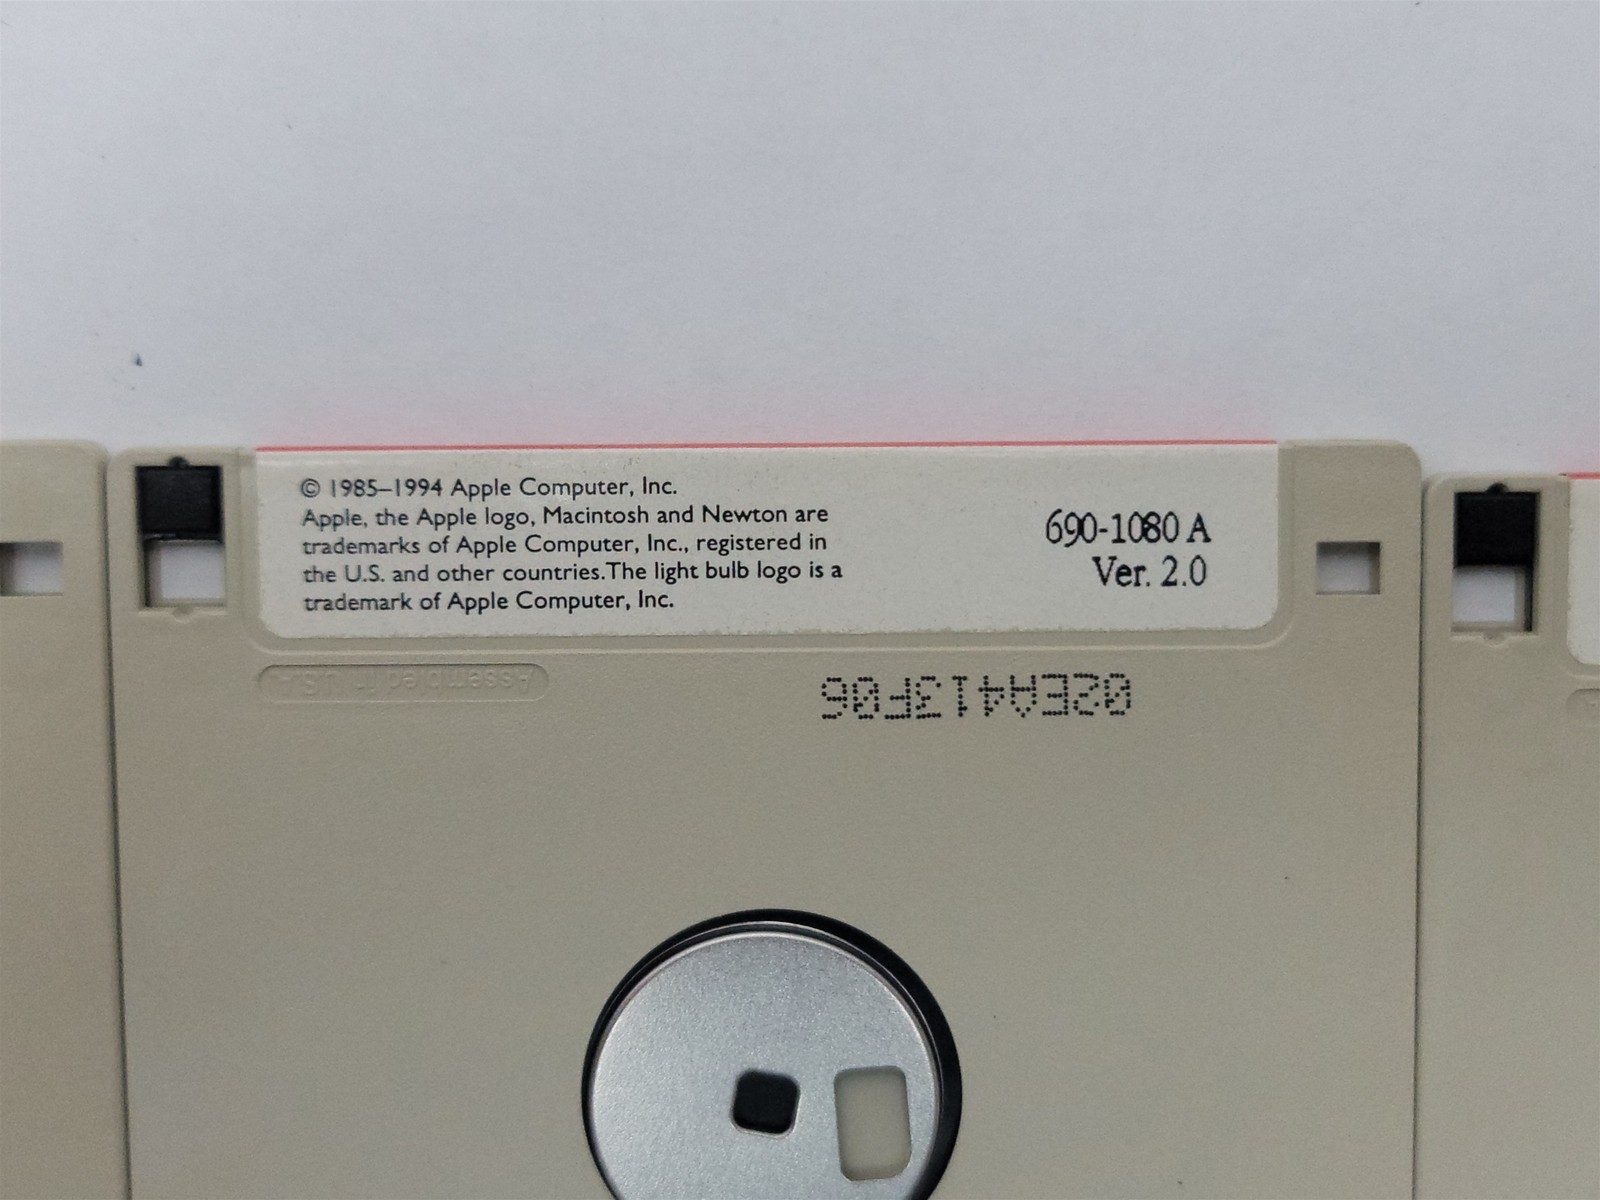 © 1985–1994 Apple Computer, Inc.
Apple, the Apple logo, Macintosh and Newton are
trademarks of Apple Computer, Inc., registered in
the U.S. and other countries.The light bulb logo is a
trademark of Apple Computer, Inc.
690-1080 A
Ver. 2.0
Assembled in U.S.A.
02EA413F06